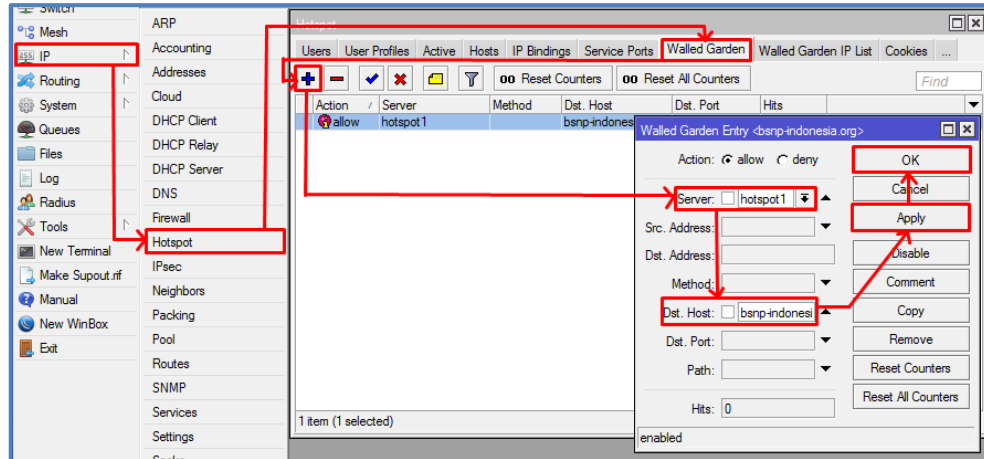 Switch
Mesh
IP
Routing
System
Queues
Files
Log
Radius
Tools
New Terminal
Make Supout.rif
Manual
New WinBox
Exit
ARP
Accounting
Addresses
Cloud
DHCP Client
DHCP Relay
DHCP Server
DNS
Firewall
Hotspot
IPsec
Neighbors
Packing
Pool
Routes
SNMP
Services
Settings
Socks
Hotspot
Users User Profiles Active Hosts IP Bindings Service Ports Walled Garden Walled Garden IP List Cookies ...
00 Reset Counters 00 Reset All Counters Find
Action / Server Method Dst. Host Dst. Port Hits
allow hotspot1 bsnp-indones
1 item (1 selected)
Walled Garden Entry <bsnp-indonesia.org>
Action: allow deny
Server: hotspot1
Src. Address:
Dst. Address:
Method:
Dst. Host: bsnp-indonesi
Dst. Port:
Path:
Hits: 0
enabled
OK
Cancel
Apply
Disable
Comment
Copy
Remove
Reset Counters
Reset All Counters